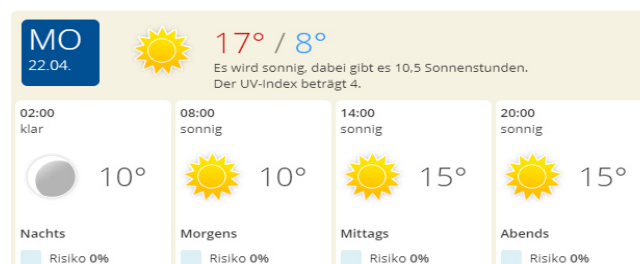 MO
22.04.
17° / 8°
Es wird sonnig, dabei gibt es 10,5 Sonnenstunden.
Der UV-Index beträgt 4.
02:00
klar
10°
Nachts
Risiko 0%
08:00
sonnig
10°
Morgens
Risiko 0%
14:00
sonnig
15°
Mittags
Risiko 0%
20:00
sonnig
15°
Abends
Risiko 0%